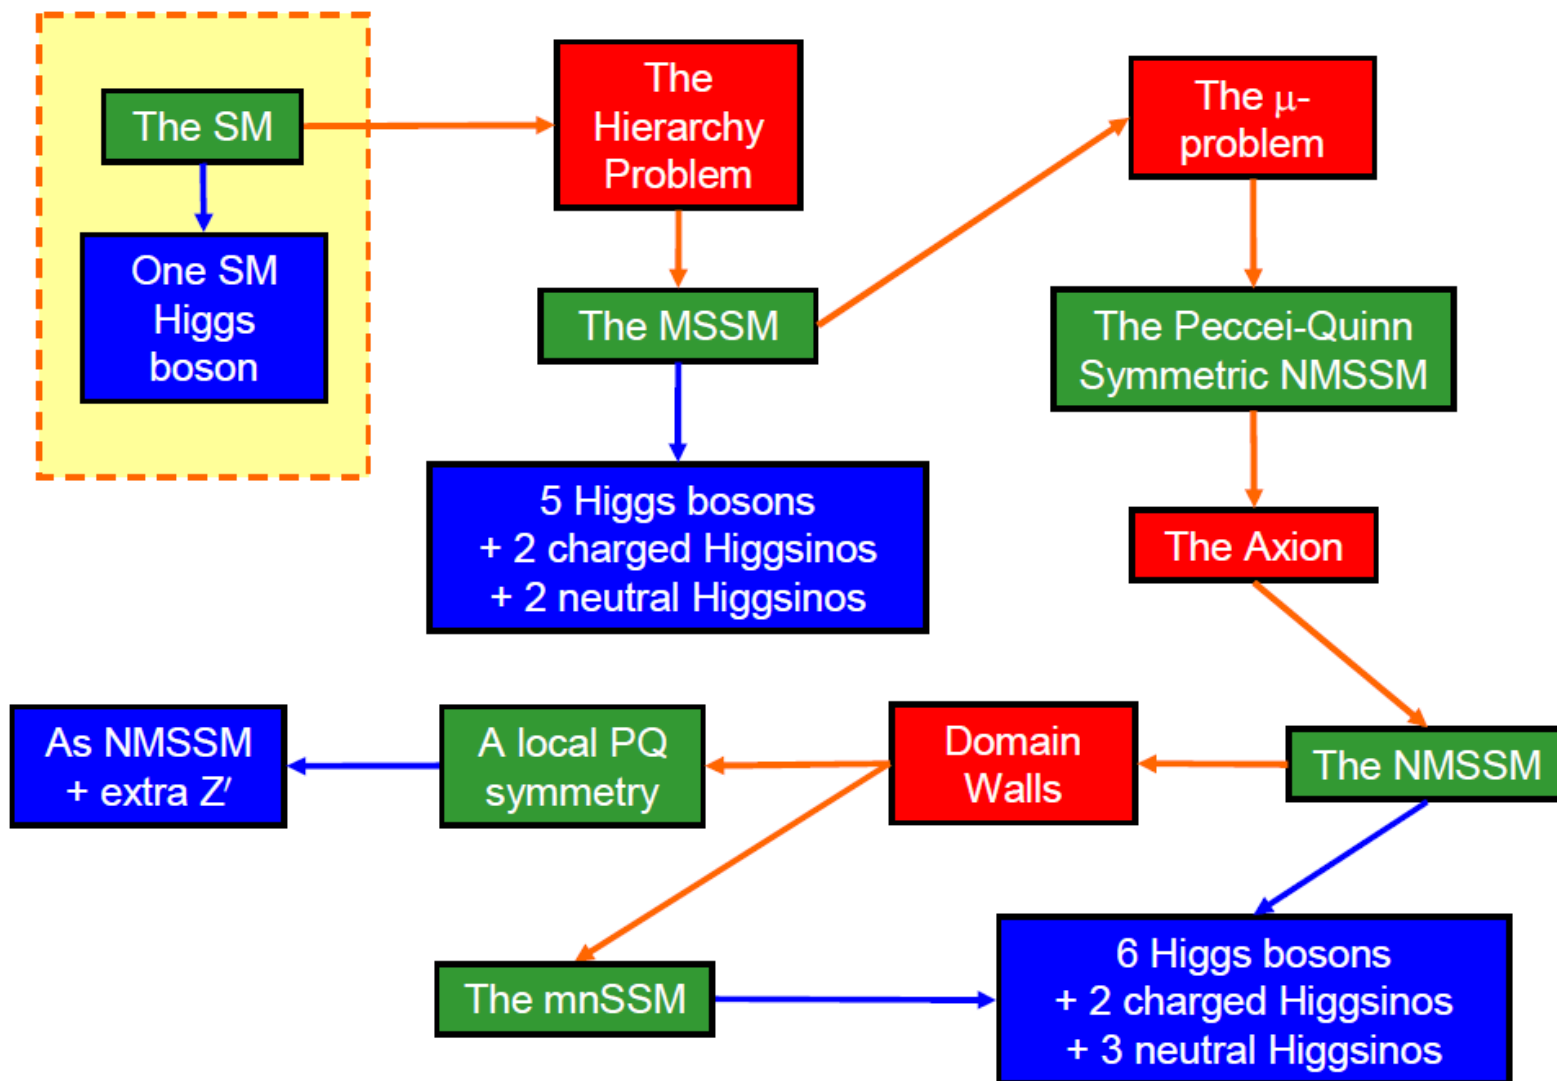 The SM
One SM
Higgs
boson
The
Hierarchy
Problem
The MSSM
5 Higgs bosons
+ 2 charged Higgsinos
+ 2 neutral Higgsinos
The μ-
problem
The Peccei-Quinn
Symmetric NMSSM
The Axion
The NMSSM
Domain
Walls
A local PQ
symmetry
As NMSSM
+ extra Z′
The mnSSM
6 Higgs bosons
+ 2 charged Higgsinos
+ 3 neutral Higgsinos